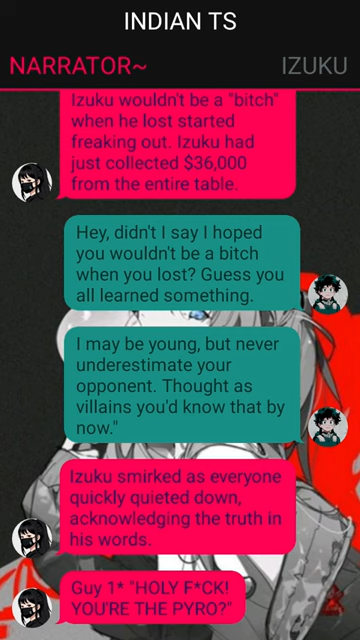 INDIAN TS
NARRATOR~ IZUKU
Izuku wouldn't be a "bitch"
when he lost started
freaking out. Izuku had
just collected $36,000
from the entire table.
Hey, didn't I say I hoped
you wouldn't be a bitch
when you lost? Guess you
all learned something.
I may be young, but never
underestimate your
opponent. Thought as
villains you'd know that by
now."
Izuku smirked as everyone
quickly quieted down,
acknowledging the truth in
his words.
Guy 1* "HOLY F*CK!
YOU'RE THE PYRO?"